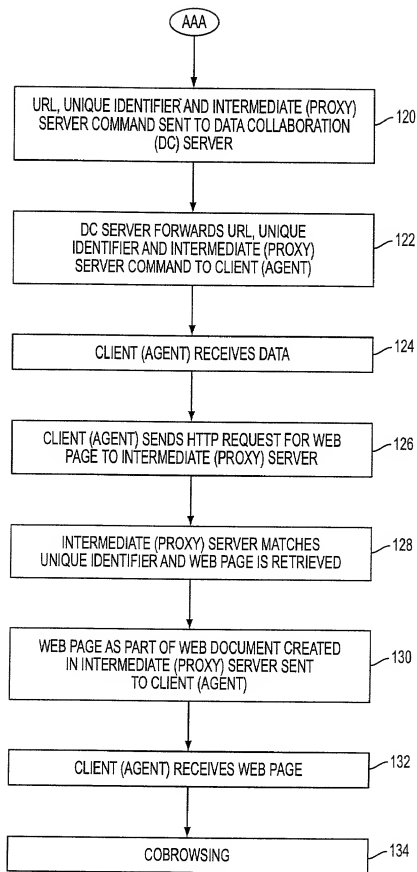 AAA
URL, UNIQUE IDENTIFIER AND INTERMEDIATE (PROXY)
SERVER COMMAND SENT TO DATA COLLABORATION
(DC) SERVER
120
DC SERVER FORWARDS URL, UNIQUE
IDENTIFIER AND INTERMEDIATE (PROXY)
SERVER COMMAND TO CLIENT (AGENT)
122
CLIENT (AGENT) RECEIVES DATA
124
CLIENT (AGENT) SENDS HTTP REQUEST FOR WEB
PAGE TO INTERMEDIATE (PROXY) SERVER
126
INTERMEDIATE (PROXY) SERVER MATCHES
UNIQUE IDENTIFIER AND WEB PAGE IS RETRIEVED
128
WEB PAGE AS PART OF WEB DOCUMENT CREATED
IN INTERMEDIATE (PROXY) SERVER SENT
TO CLIENT (AGENT)
130
CLIENT (AGENT) RECEIVES WEB PAGE
132
COBROWSING
134